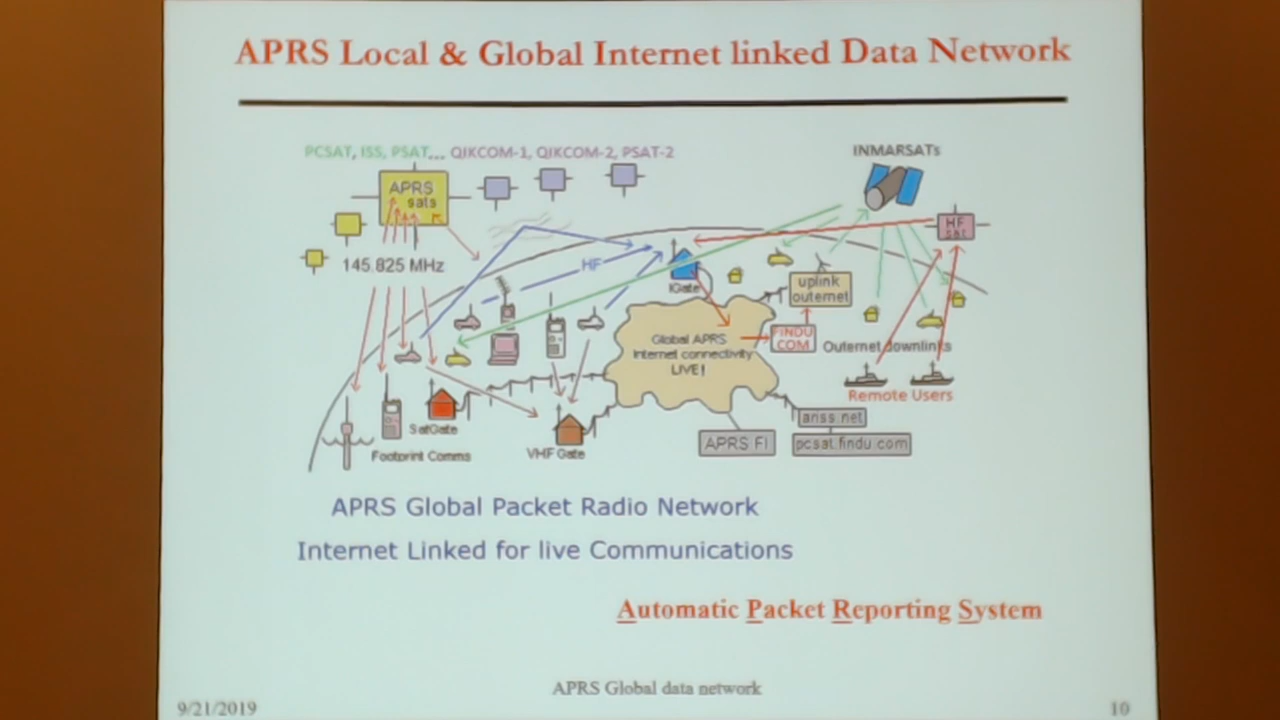 APRS Local & Global Internet linked Data Network
PCSAT, ISS, PSAT,... QIKCOM-1, QIKCOM-2, PSAT-2
INMARSATs
APRS
sats
HF
sat
145.825 MHz
HF
IGate
uplink
outernet
Global APRS
Internet connectivity
LIVE!
FINDU
COM
Outernet downlinks
Remote Users
SatGate
Footprint Comms
VHF Gate
APRS FI
ariss.net
pcsat.findu.com
APRS Global Packet Radio Network
Internet Linked for live Communications
Automatic Packet Reporting System
APRS Global data network
9/21/2019
10